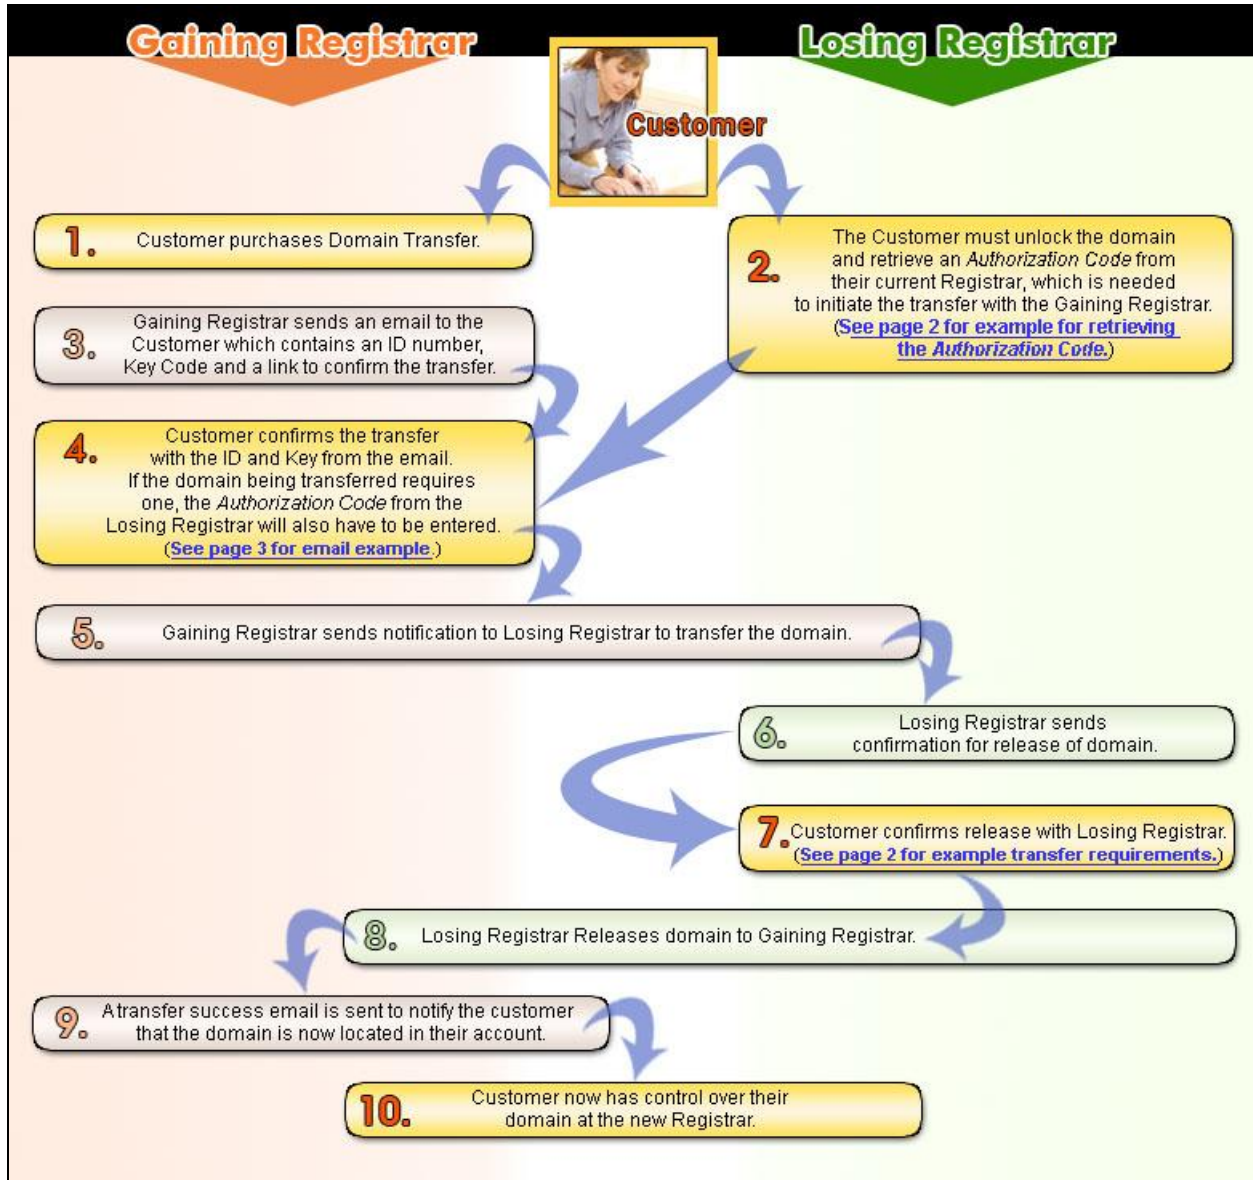 Gaining Registrar
Losing Registrar
Customer
1. Customer purchases Domain Transfer.
2. The Customer must unlock the domain
and retrieve an Authorization Code from
their current Registrar, which is needed
to initiate the transfer with the Gaining Registrar.
(See page 2 for example for retrieving
the Authorization Code.)
3. Gaining Registrar sends an email to the
Customer which contains an ID number,
Key Code and a link to confirm the transfer.
4. Customer confirms the transfer
with the ID and Key from the email.
If the domain being transferred requires
one, the Authorization Code from the
Losing Registrar will also have to be entered.
(See page 3 for email example.)
5. Gaining Registrar sends notification to Losing Registrar to transfer the domain.
6. Losing Registrar sends
confirmation for release of domain.
7. Customer confirms release with Losing Registrar.
(See page 2 for example transfer requirements.)
8. Losing Registrar Releases domain to Gaining Registrar.
9. A transfer success email is sent to notify the customer
that the domain is now located in their account.
10. Customer now has control over their
domain at the new Registrar.